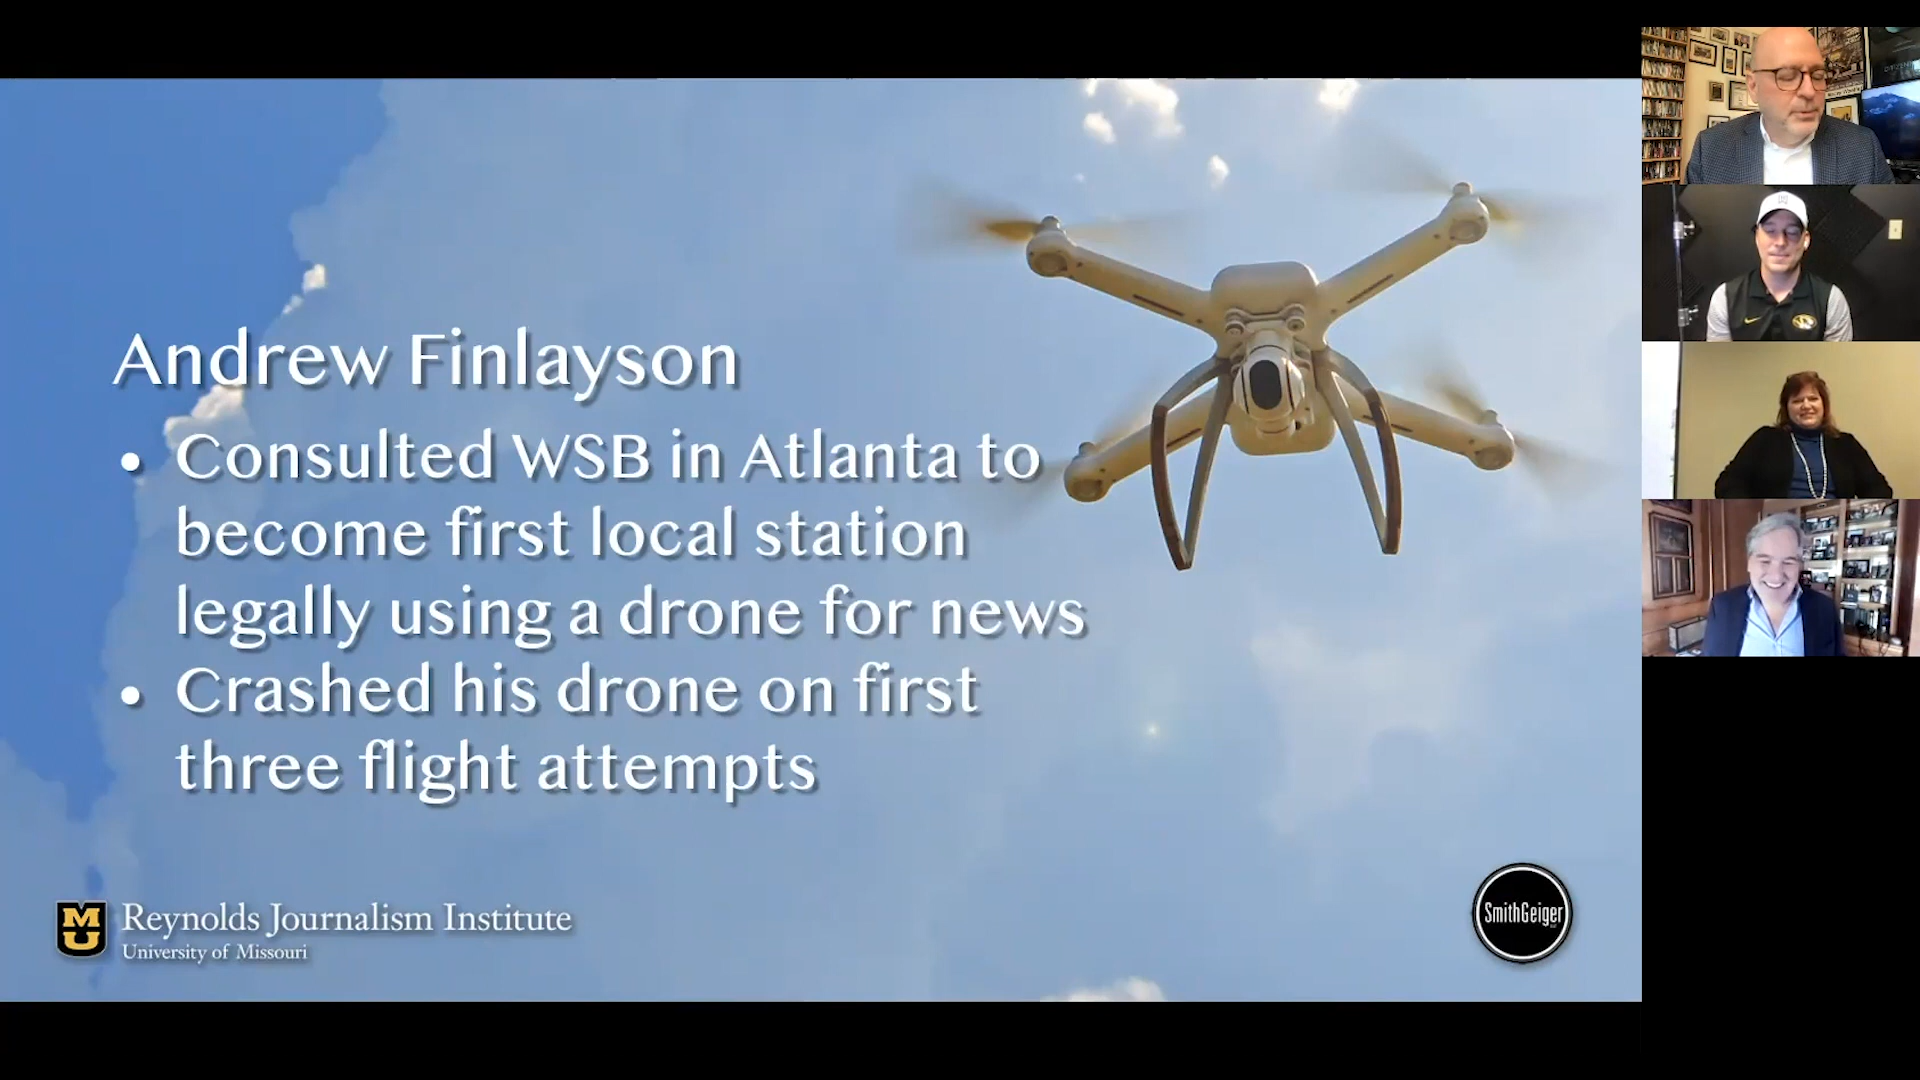 Andrew Finlayson
• Consulted WSB in Atlanta to
become first local station
legally using a drone for news
• Crashed his drone on first
three flight attempts
MU
Reynolds Journalism Institute
University of Missouri
SmithGeiger